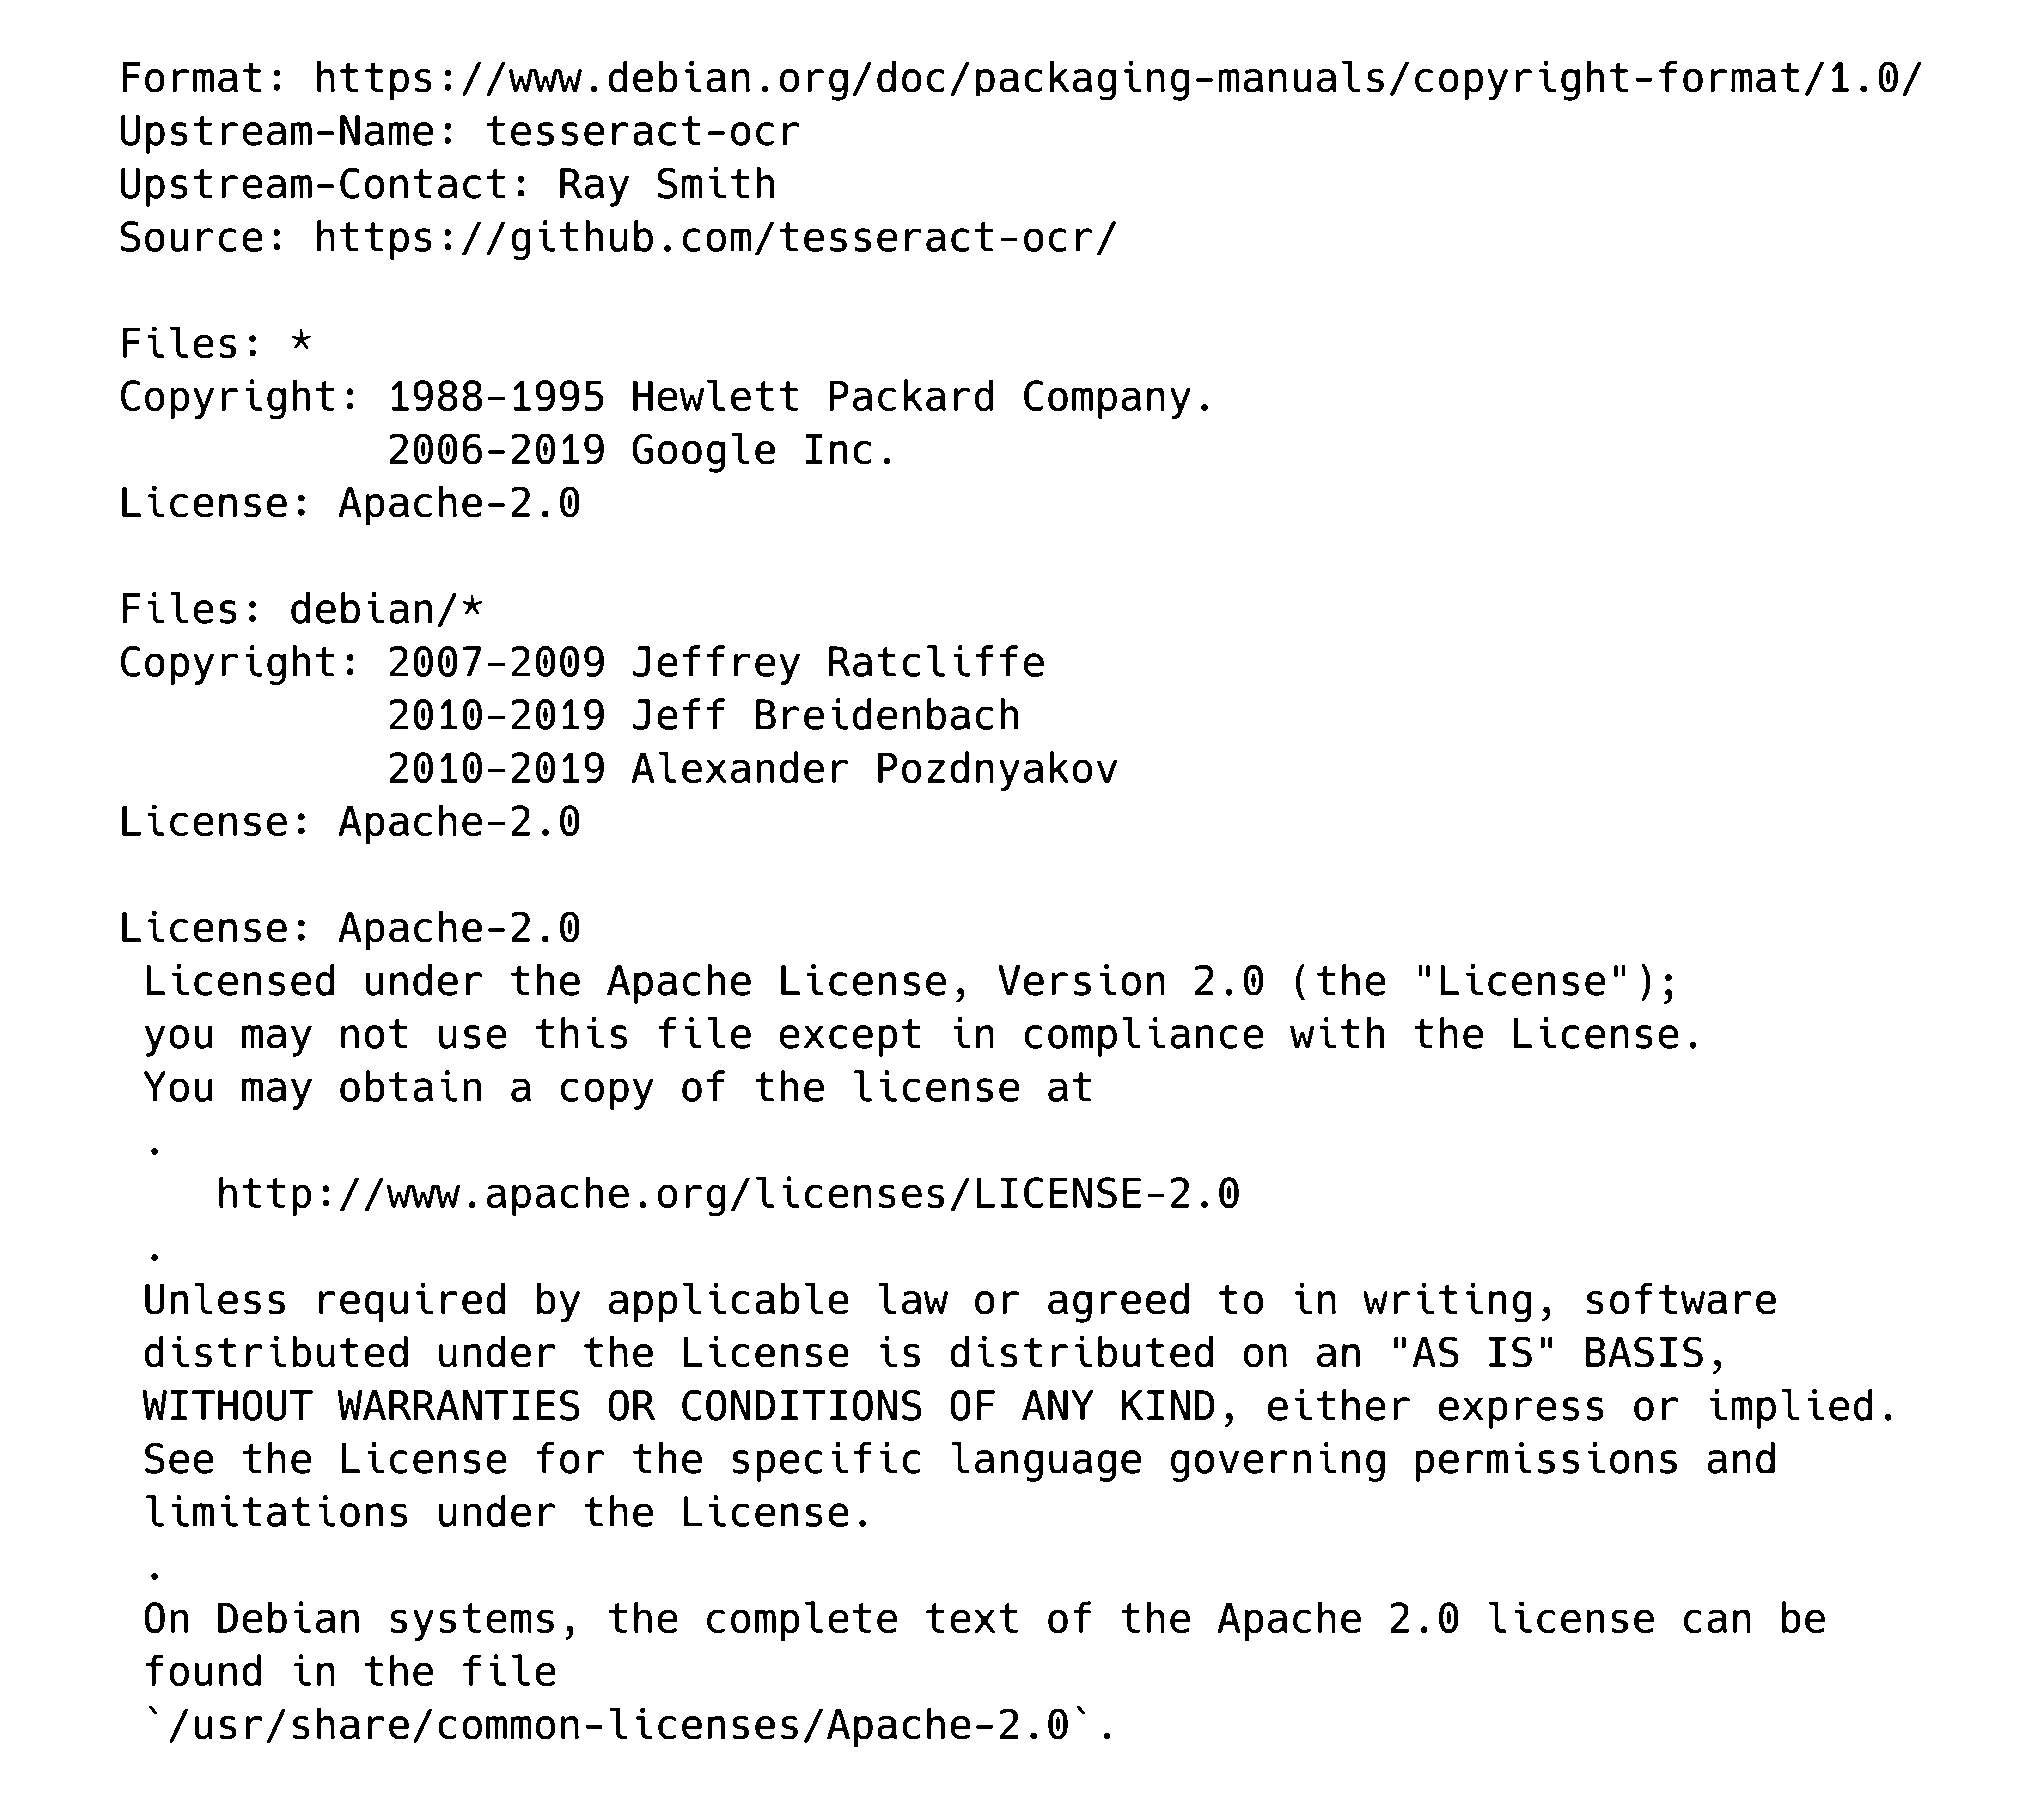 Format: https://www.debian.org/doc/packaging-manuals/copyright-format/1.0/
Upstream-Name: tesseract-ocr
Upstream-Contact: Ray Smith
Source: https://github.com/tesseract-ocr/

Files: *
Copyright: 1988-1995 Hewlett Packard Company.
           2006-2019 Google Inc.
License: Apache-2.0

Files: debian/*
Copyright: 2007-2009 Jeffrey Ratcliffe
           2010-2019 Jeff Breidenbach
           2010-2019 Alexander Pozdnyakov
License: Apache-2.0

License: Apache-2.0
 Licensed under the Apache License, Version 2.0 (the "License");
 you may not use this file except in compliance with the License.
 You may obtain a copy of the license at
 .
    http://www.apache.org/licenses/LICENSE-2.0
 .
 Unless required by applicable law or agreed to in writing, software
 distributed under the License is distributed on an "AS IS" BASIS,
 WITHOUT WARRANTIES OR CONDITIONS OF ANY KIND, either express or implied.
 See the License for the specific language governing permissions and
 limitations under the License.
 .
 On Debian systems, the complete text of the Apache 2.0 license can be
 found in the file
 `/usr/share/common-licenses/Apache-2.0`.